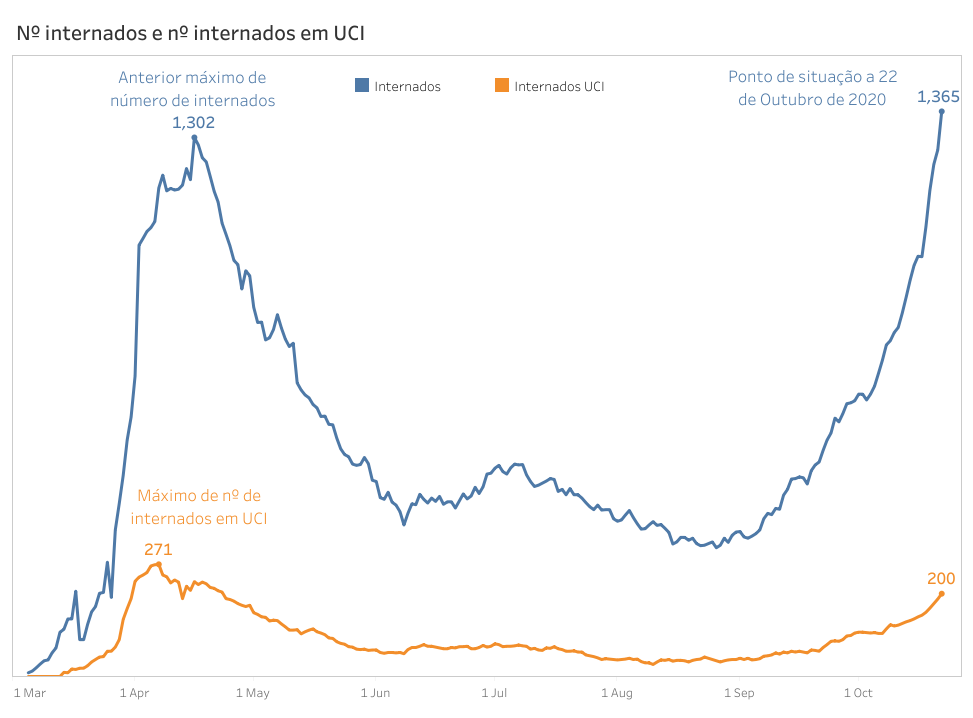 Nº internados e nº internados em UCI
Anterior máximo de
número de internados
1,302
Internados
Internados UCI
Ponto de situação a 22
de Outubro de 2020
1,365
Máximo de nº de
internados em UCI
271
200
1 Mar
1 Apr
1 May
1 Jun
1 Jul
1 Aug
1 Sep
1 Oct